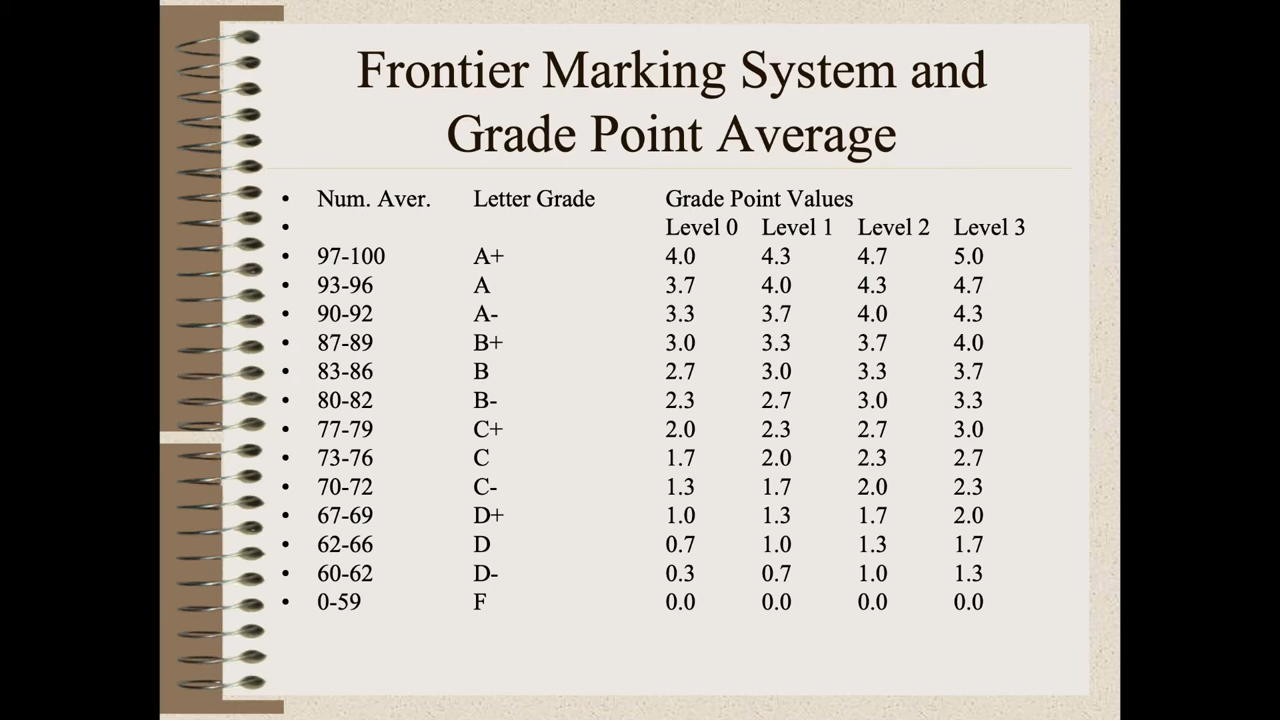 Frontier Marking System and
Grade Point Average
• Num. Aver. Letter Grade Grade Point Values
• Level 0 Level 1 Level 2 Level 3
• 97-100 A+ 4.0 4.3 4.7 5.0
• 93-96 A 3.7 4.0 4.3 4.7
• 90-92 A- 3.3 3.7 4.0 4.3
• 87-89 B+ 3.0 3.3 3.7 4.0
• 83-86 B 2.7 3.0 3.3 3.7
• 80-82 B- 2.3 2.7 3.0 3.3
• 77-79 C+ 2.0 2.3 2.7 3.0
• 73-76 C 1.7 2.0 2.3 2.7
• 70-72 C- 1.3 1.7 2.0 2.3
• 67-69 D+ 1.0 1.3 1.7 2.0
• 62-66 D 0.7 1.0 1.3 1.7
• 60-62 D- 0.3 0.7 1.0 1.3
• 0-59 F 0.0 0.0 0.0 0.0